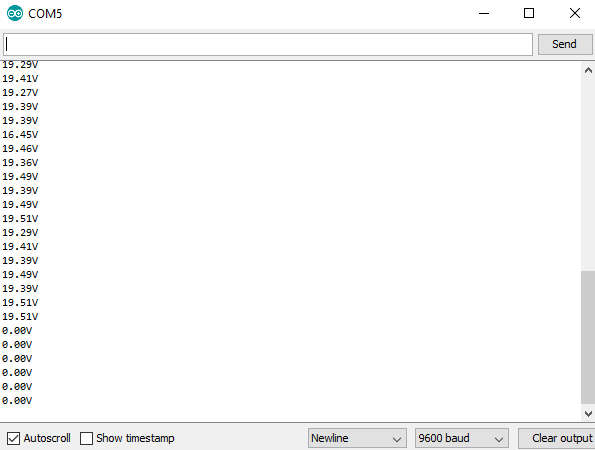 COM5
Send
19.29V
19.41V
19.27V
19.39V
19.39V
16.45V
19.46V
19.36V
19.49V
19.39V
19.49V
19.51V
19.29V
19.41V
19.39V
19.49V
19.39V
19.51V
19.51V
0.00V
0.00V
0.00V
0.00V
0.00V
0.00V
Autoscroll Show timestamp Newline 9600 baud Clear output